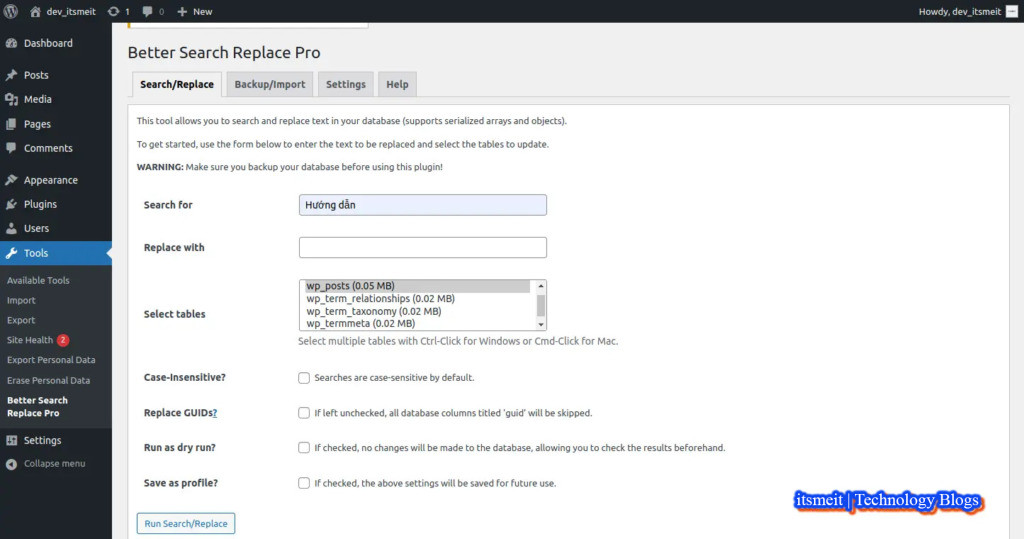 dev_itsmeit 1 0 New Howdy, dev_itsmeit
Dashboard
Posts
Media
Pages
Comments
Appearance
Plugins
Users
Tools
Available Tools
Import
Export
Site Health 2
Export Personal Data
Erase Personal Data
Better Search
Replace Pro
Settings
Collapse menu
Better Search Replace Pro
Search/Replace Backup/Import Settings Help
This tool allows you to search and replace text in your database (supports serialized arrays and objects).
To get started, use the form below to enter the text to be replaced and select the tables to update.
WARNING: Make sure you backup your database before using this plugin!
Search for Hướng dẫn
Replace with
Select tables
wp_posts (0.05 MB)
wp_term_relationships (0.02 MB)
wp_term_taxonomy (0.02 MB)
wp_termmeta (0.02 MB)
Select multiple tables with Ctrl-Click for Windows or Cmd-Click for Mac.
Case-Insensitive? Searches are case-sensitive by default.
Replace GUIDs? If left unchecked, all database columns titled 'guid' will be skipped.
Run as dry run? If checked, no changes will be made to the database, allowing you to check the results beforehand.
Save as profile? If checked, the above settings will be saved for future use.
Run Search/Replace
itsmeit | Technology Blogs